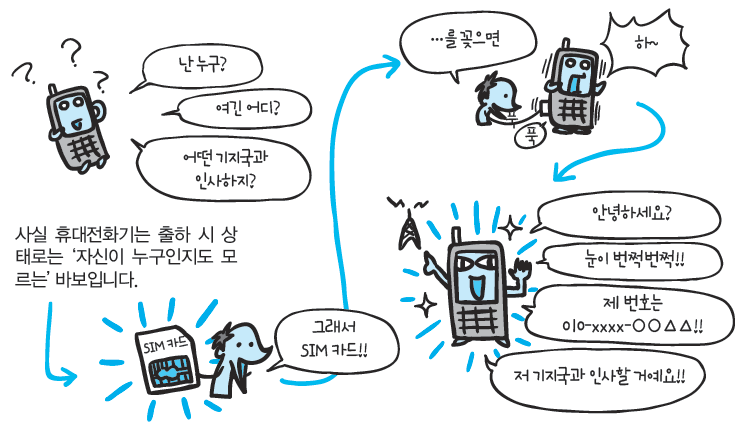 난 누구?
여긴 어디?
어떤 기지국과
인사하지?
사실 휴대전화기는 출하 시 상
태로는 ‘자신이 누구인지도 모
르는’ 바보입니다.
SIM 카드
그래서
SIM 카드!!
…를 꽂으면
푹
푹
하~
안녕하세요?
눈이 번쩍번쩍!!
제 번호는
010-xxxx-○○△△!!
저 기지국과 인사할 거예요!!